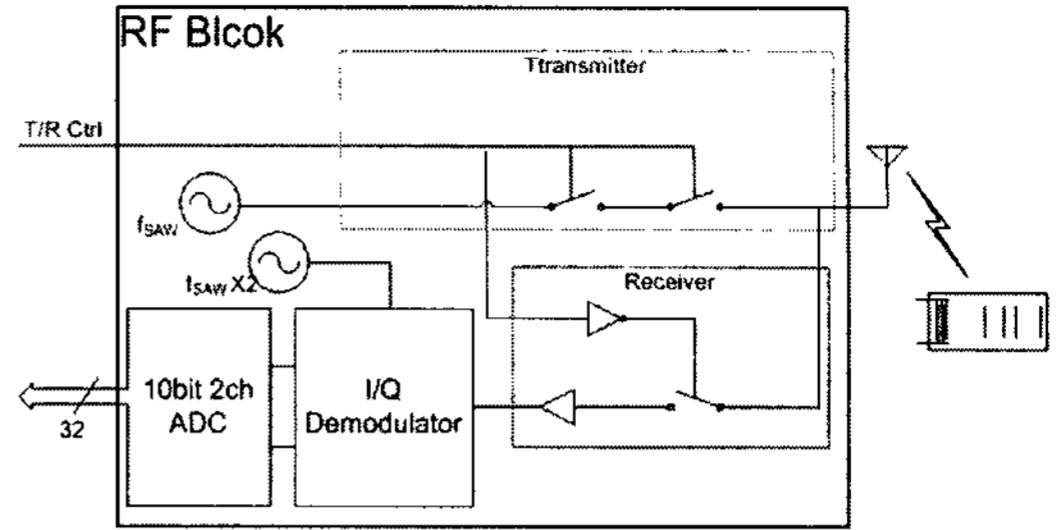 RF Blcok
Ttransmitter
T/R Ctrl
fSAW
fSAW X2
Receiver
10bit 2ch
ADC
I/Q
Demodulator
32